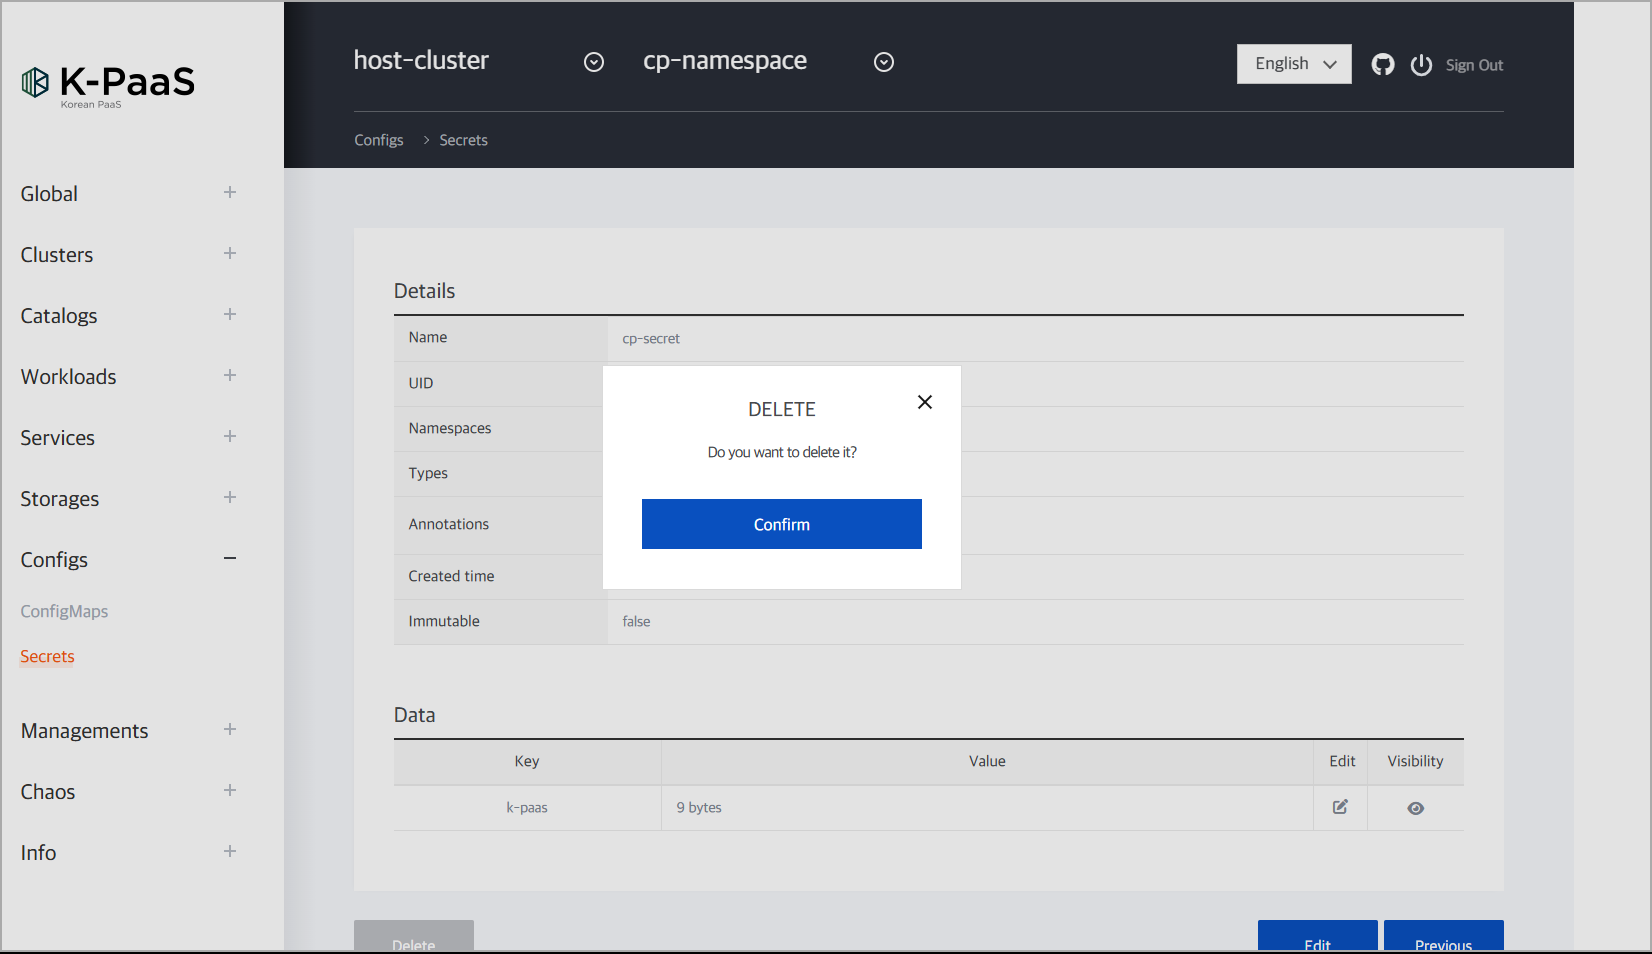 K-PaaS
Korean PaaS
host-cluster
cp-namespace
English
Sign Out
Configs > Secrets
Global
Clusters
Catalogs
Workloads
Services
Storages
Configs
ConfigMaps
Secrets
Managements
Chaos
Info
Details
Name cp-secret
UID
Namespaces
Types
Annotations
Created time
Immutable false
DELETE
Do you want to delete it?
Confirm
Data
Key Value Edit Visibility
k-paas 9 bytes
Delete
Edit
Previous